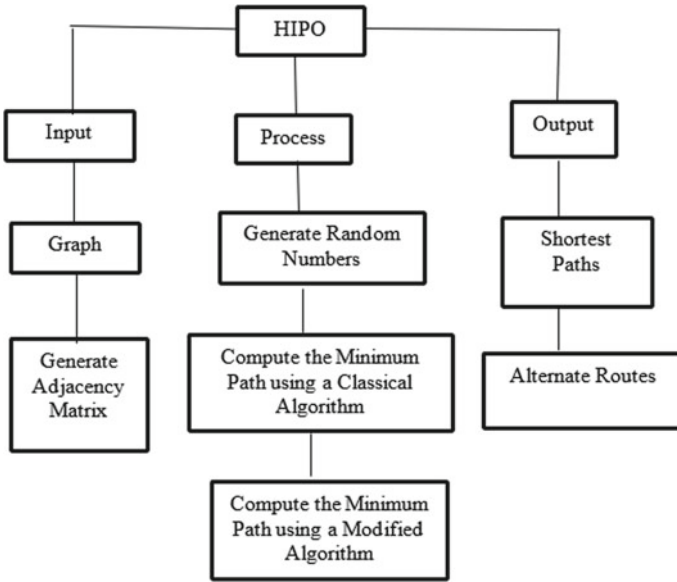 HIPO
Input
Process
Output
Graph
Generate Random
Numbers
Shortest
Paths
Generate
Adjacency
Matrix
Compute the Minimum
Path using a Classical
Algorithm
Alternate Routes
Compute the Minimum
Path using a Modified
Algorithm